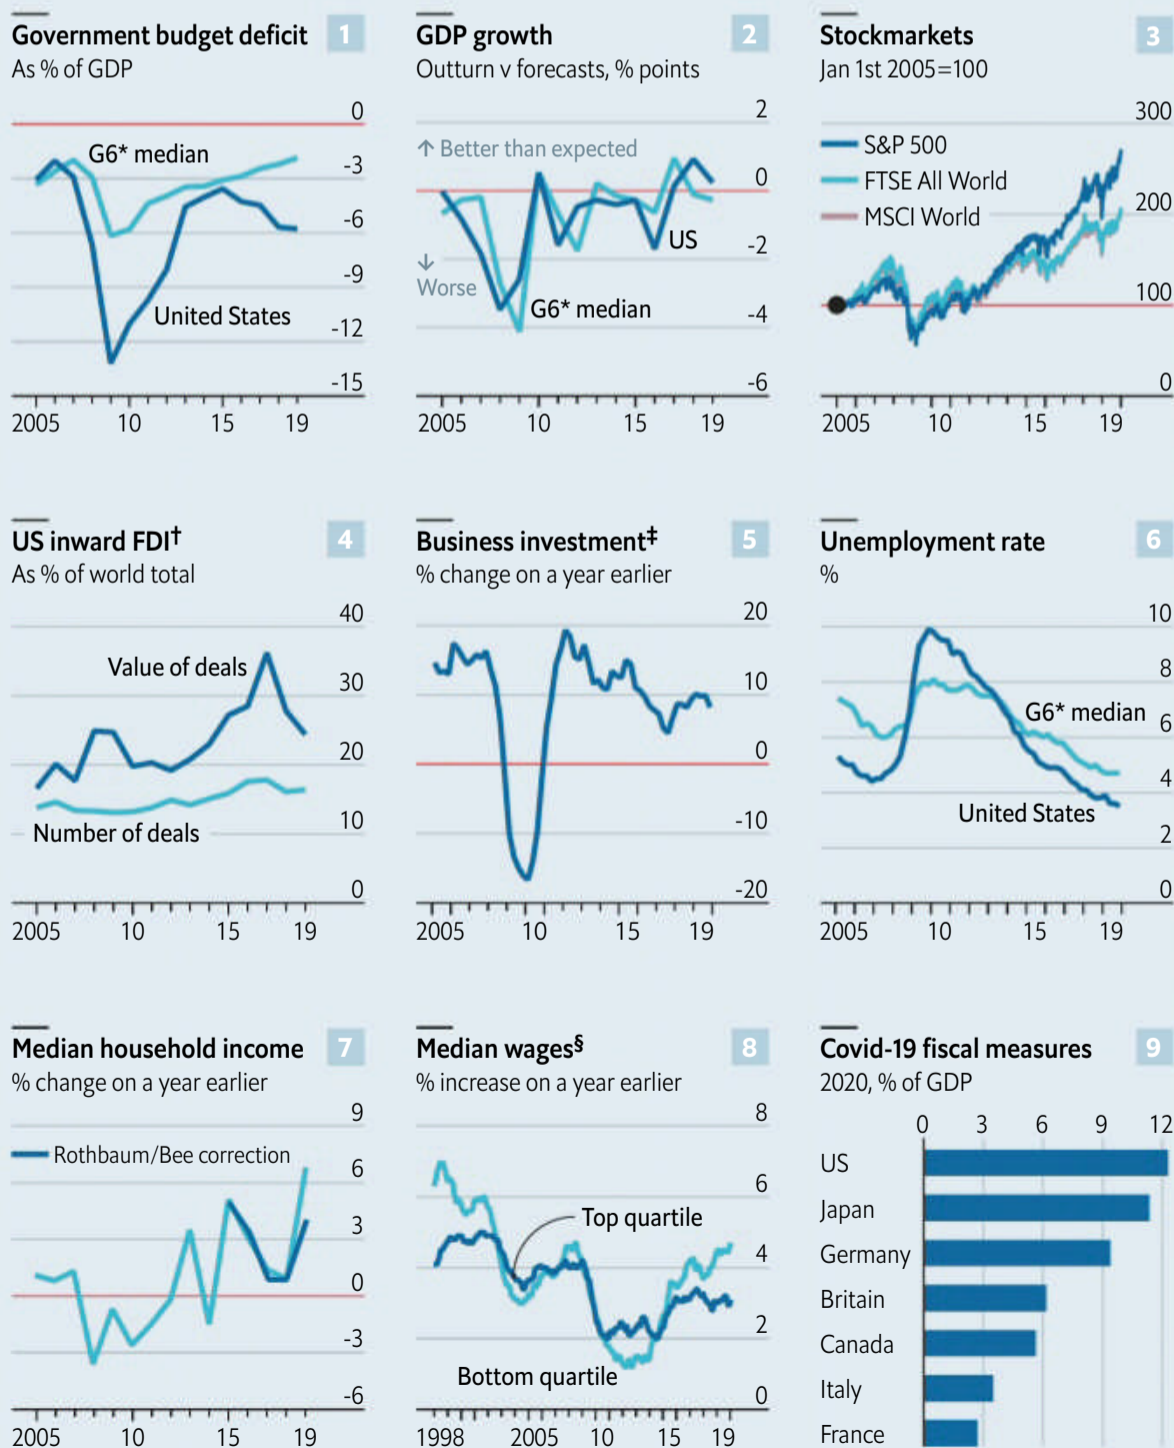 Government budget deficit 1
As % of GDP
0
G6* median
-3
-6
-9
United States
-12
-15
2005 10 15 19
GDP growth 2
Outturn v forecasts, % points
2
↑ Better than expected
0
US
-2
↓
Worse
G6* median
-4
-6
2005 10 15 19
Stockmarkets 3
Jan 1st 2005=100
300
S&P 500
FTSE All World
200
MSCI World
100
0
2005 10 15 19
US inward FDI† 4
As % of world total
40
Value of deals
30
20
Number of deals
10
0
2005 10 15 19
Business investment‡ 5
% change on a year earlier
20
10
0
-10
-20
2005 10 15 19
Unemployment rate 6
%
10
8
G6* median
6
4
United States
2
0
2005 10 15 19
Median household income 7
% change on a year earlier
9
Rothbaum/Bee correction
6
3
0
-3
-6
2005 10 15 19
Median wages§ 8
% increase on a year earlier
8
6
Top quartile
4
2
Bottom quartile
0
1998 2005 10 15 19
Covid-19 fiscal measures 9
2020, % of GDP
0 3 6 9 12
US
Japan
Germany
Britain
Canada
Italy
France